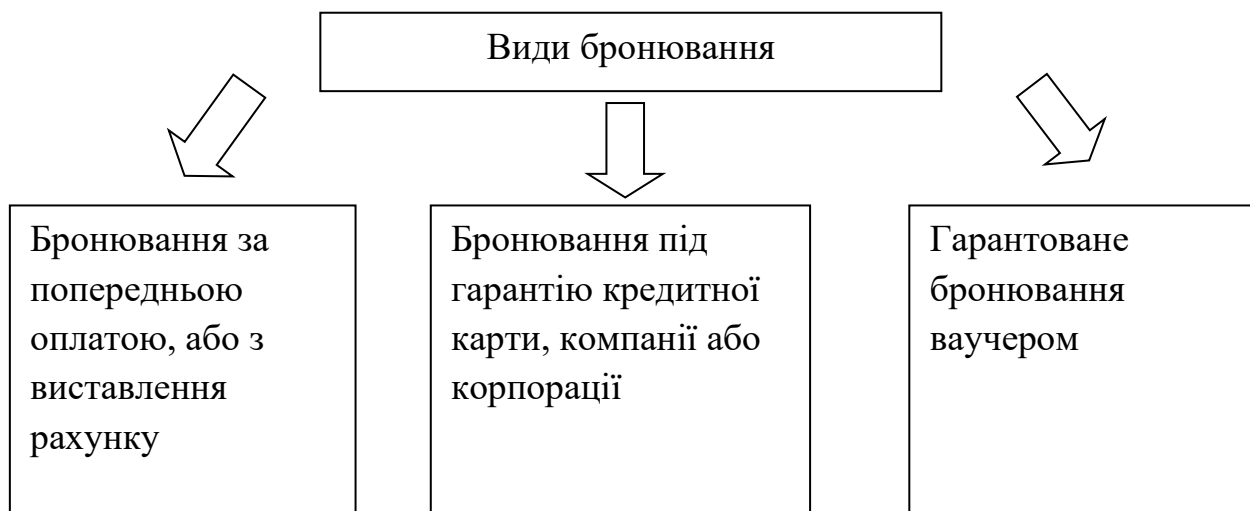 Види бронювання
Бронювання за
попередньою
оплатою, або з
виставлення
рахунку
Бронювання під
гарантію кредитної
карти, компанії або
корпорації
Гарантоване
бронювання
ваучером